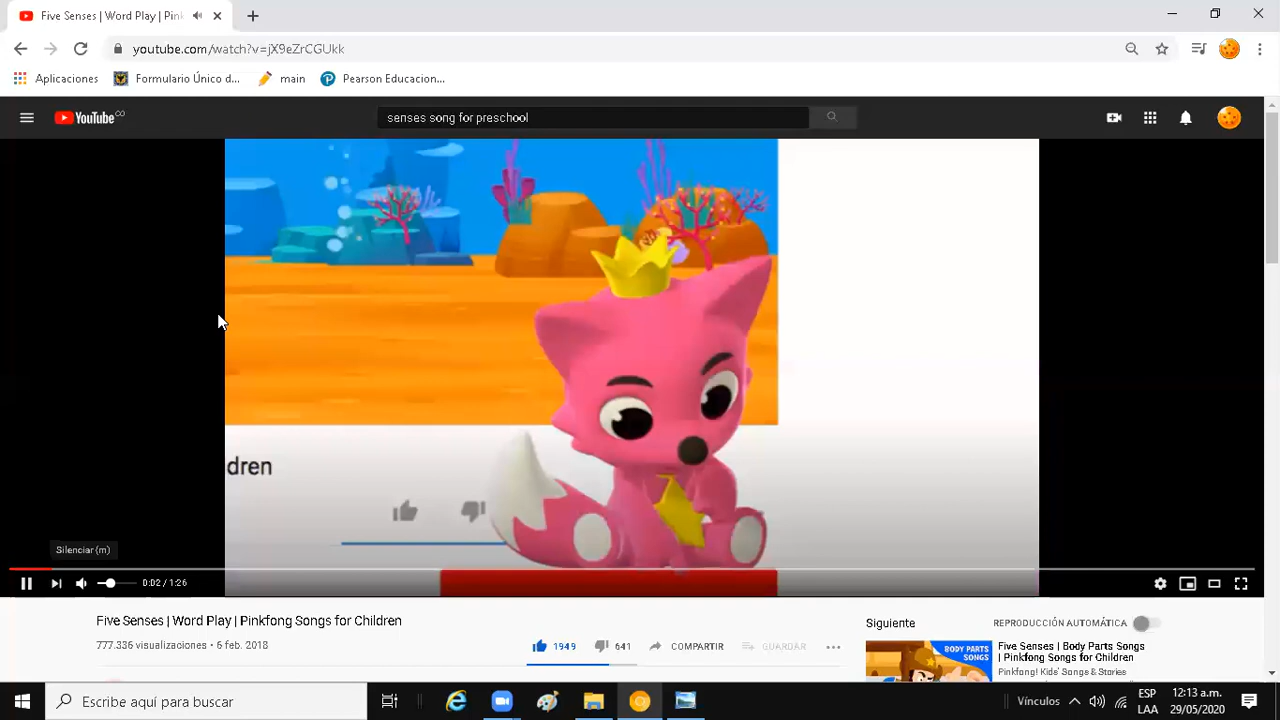 Five Senses | Word Play | Pink
youtube.com/watch?v=jX9eZrCGUkk
Aplicaciones
Formulario Único d...
main
Pearson Educacion...
YouTube CO
senses song for preschool
dren
Silenciar (m)
0:02 / 1:26
Five Senses | Word Play | Pinkfong Songs for Children
777.336 visualizaciones • 6 feb. 2018
1949
641
COMPARTIR
GUARDAR
Siguiente
REPRODUCCIÓN AUTOMÁTICA
BODY PARTS
SONGS
Five Senses | Body Parts Songs
| Pinkfong Songs for Children
Pinkfong! Kids' Songs & Stories
Escribe aquí para buscar
Vínculos
ESP
LAA
12:13 a.m.
29/05/2020